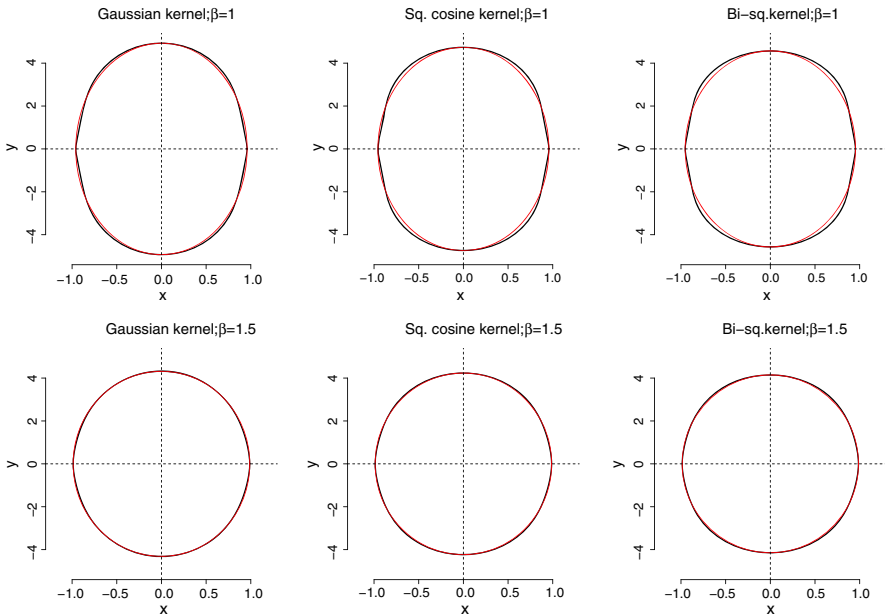 Gaussian kernel;β=1
y
4
2
0
−2
−4
−1.0 −0.5 0.0 0.5 1.0
x
Sq. cosine kernel;β=1
y
4
2
0
−2
−4
−1.0 −0.5 0.0 0.5 1.0
x
Bi−sq.kernel;β=1
y
4
2
0
−2
−4
−1.0 −0.5 0.0 0.5 1.0
x
Gaussian kernel;β=1.5
y
4
2
0
−2
−4
−1.0 −0.5 0.0 0.5 1.0
x
Sq. cosine kernel;β=1.5
y
4
2
0
−2
−4
−1.0 −0.5 0.0 0.5 1.0
x
Bi−sq.kernel;β=1.5
y
4
2
0
−2
−4
−1.0 −0.5 0.0 0.5 1.0
x